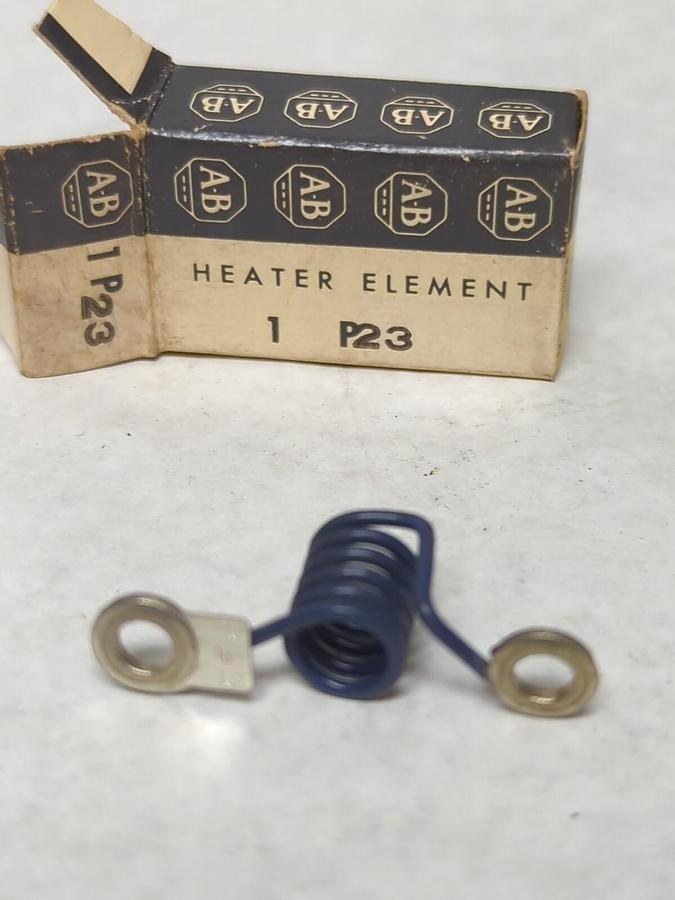 A-B A-B A-B A-B
A·B A·B A·B A·B A·B
HEATER ELEMENT
1 P23
1 P23